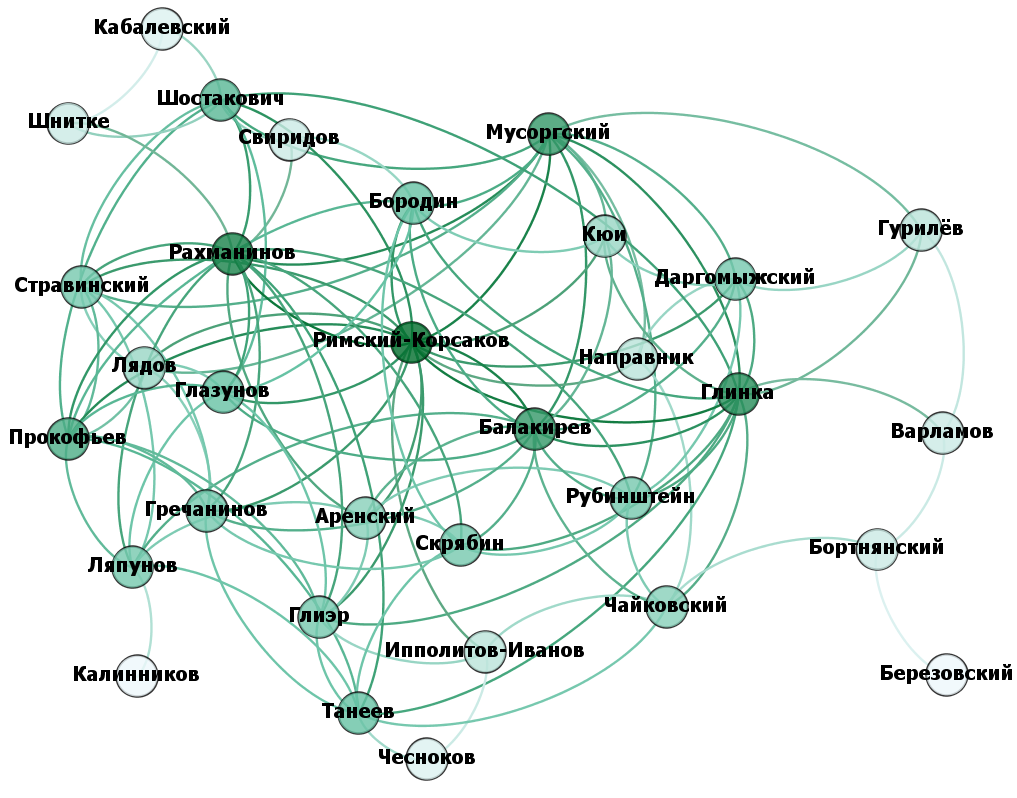 Кабалевский
Шостакович
Шнитке
Свиридов
Мусоргский
Бородин
Кюи
Гурилёв
Рахманинов
Даргомыжский
Стравинский
Римский-Корсаков
Направник
Лядов
Глазунов
Глинка
Прокофьев
Балакирев
Варламов
Рубинштейн
Гречанинов
Аренский
Скрябин
Бортнянский
Ляпунов
Глиэр
Чайковский
Ипполитов-Иванов
Калинников
Березовский
Танеев
Чесноков